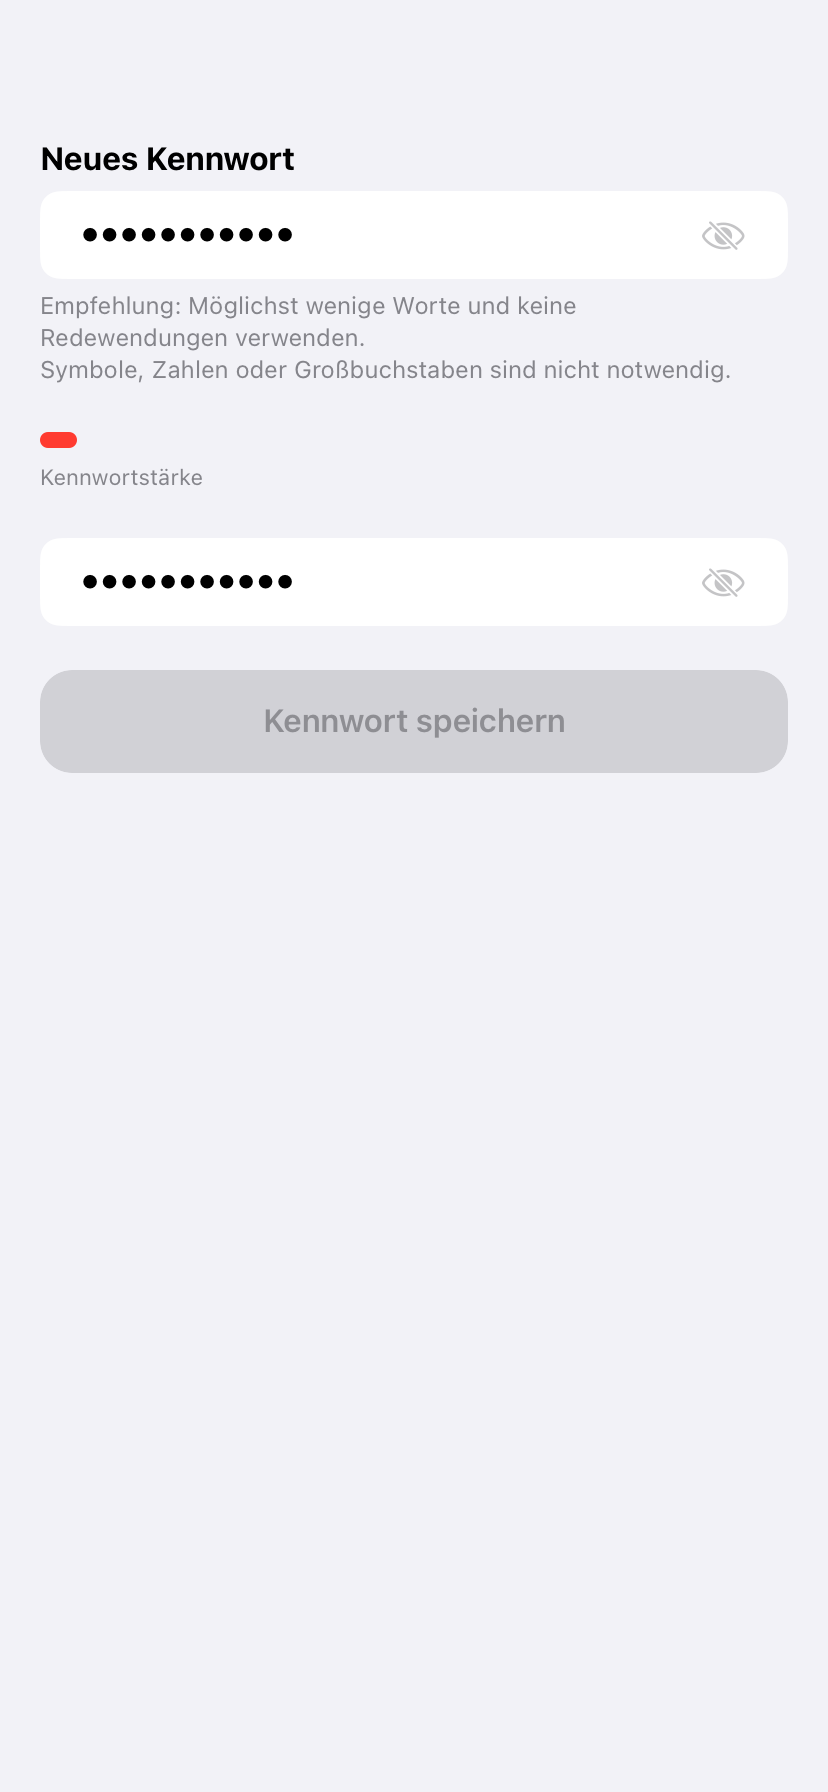 Neues Kennwort
•••••••••••
Empfehlung: Möglichst wenige Worte und keine
Redewendungen verwenden.
Symbole, Zahlen oder Großbuchstaben sind nicht notwendig.
Kennwortstärke
•••••••••••
Kennwort speichern